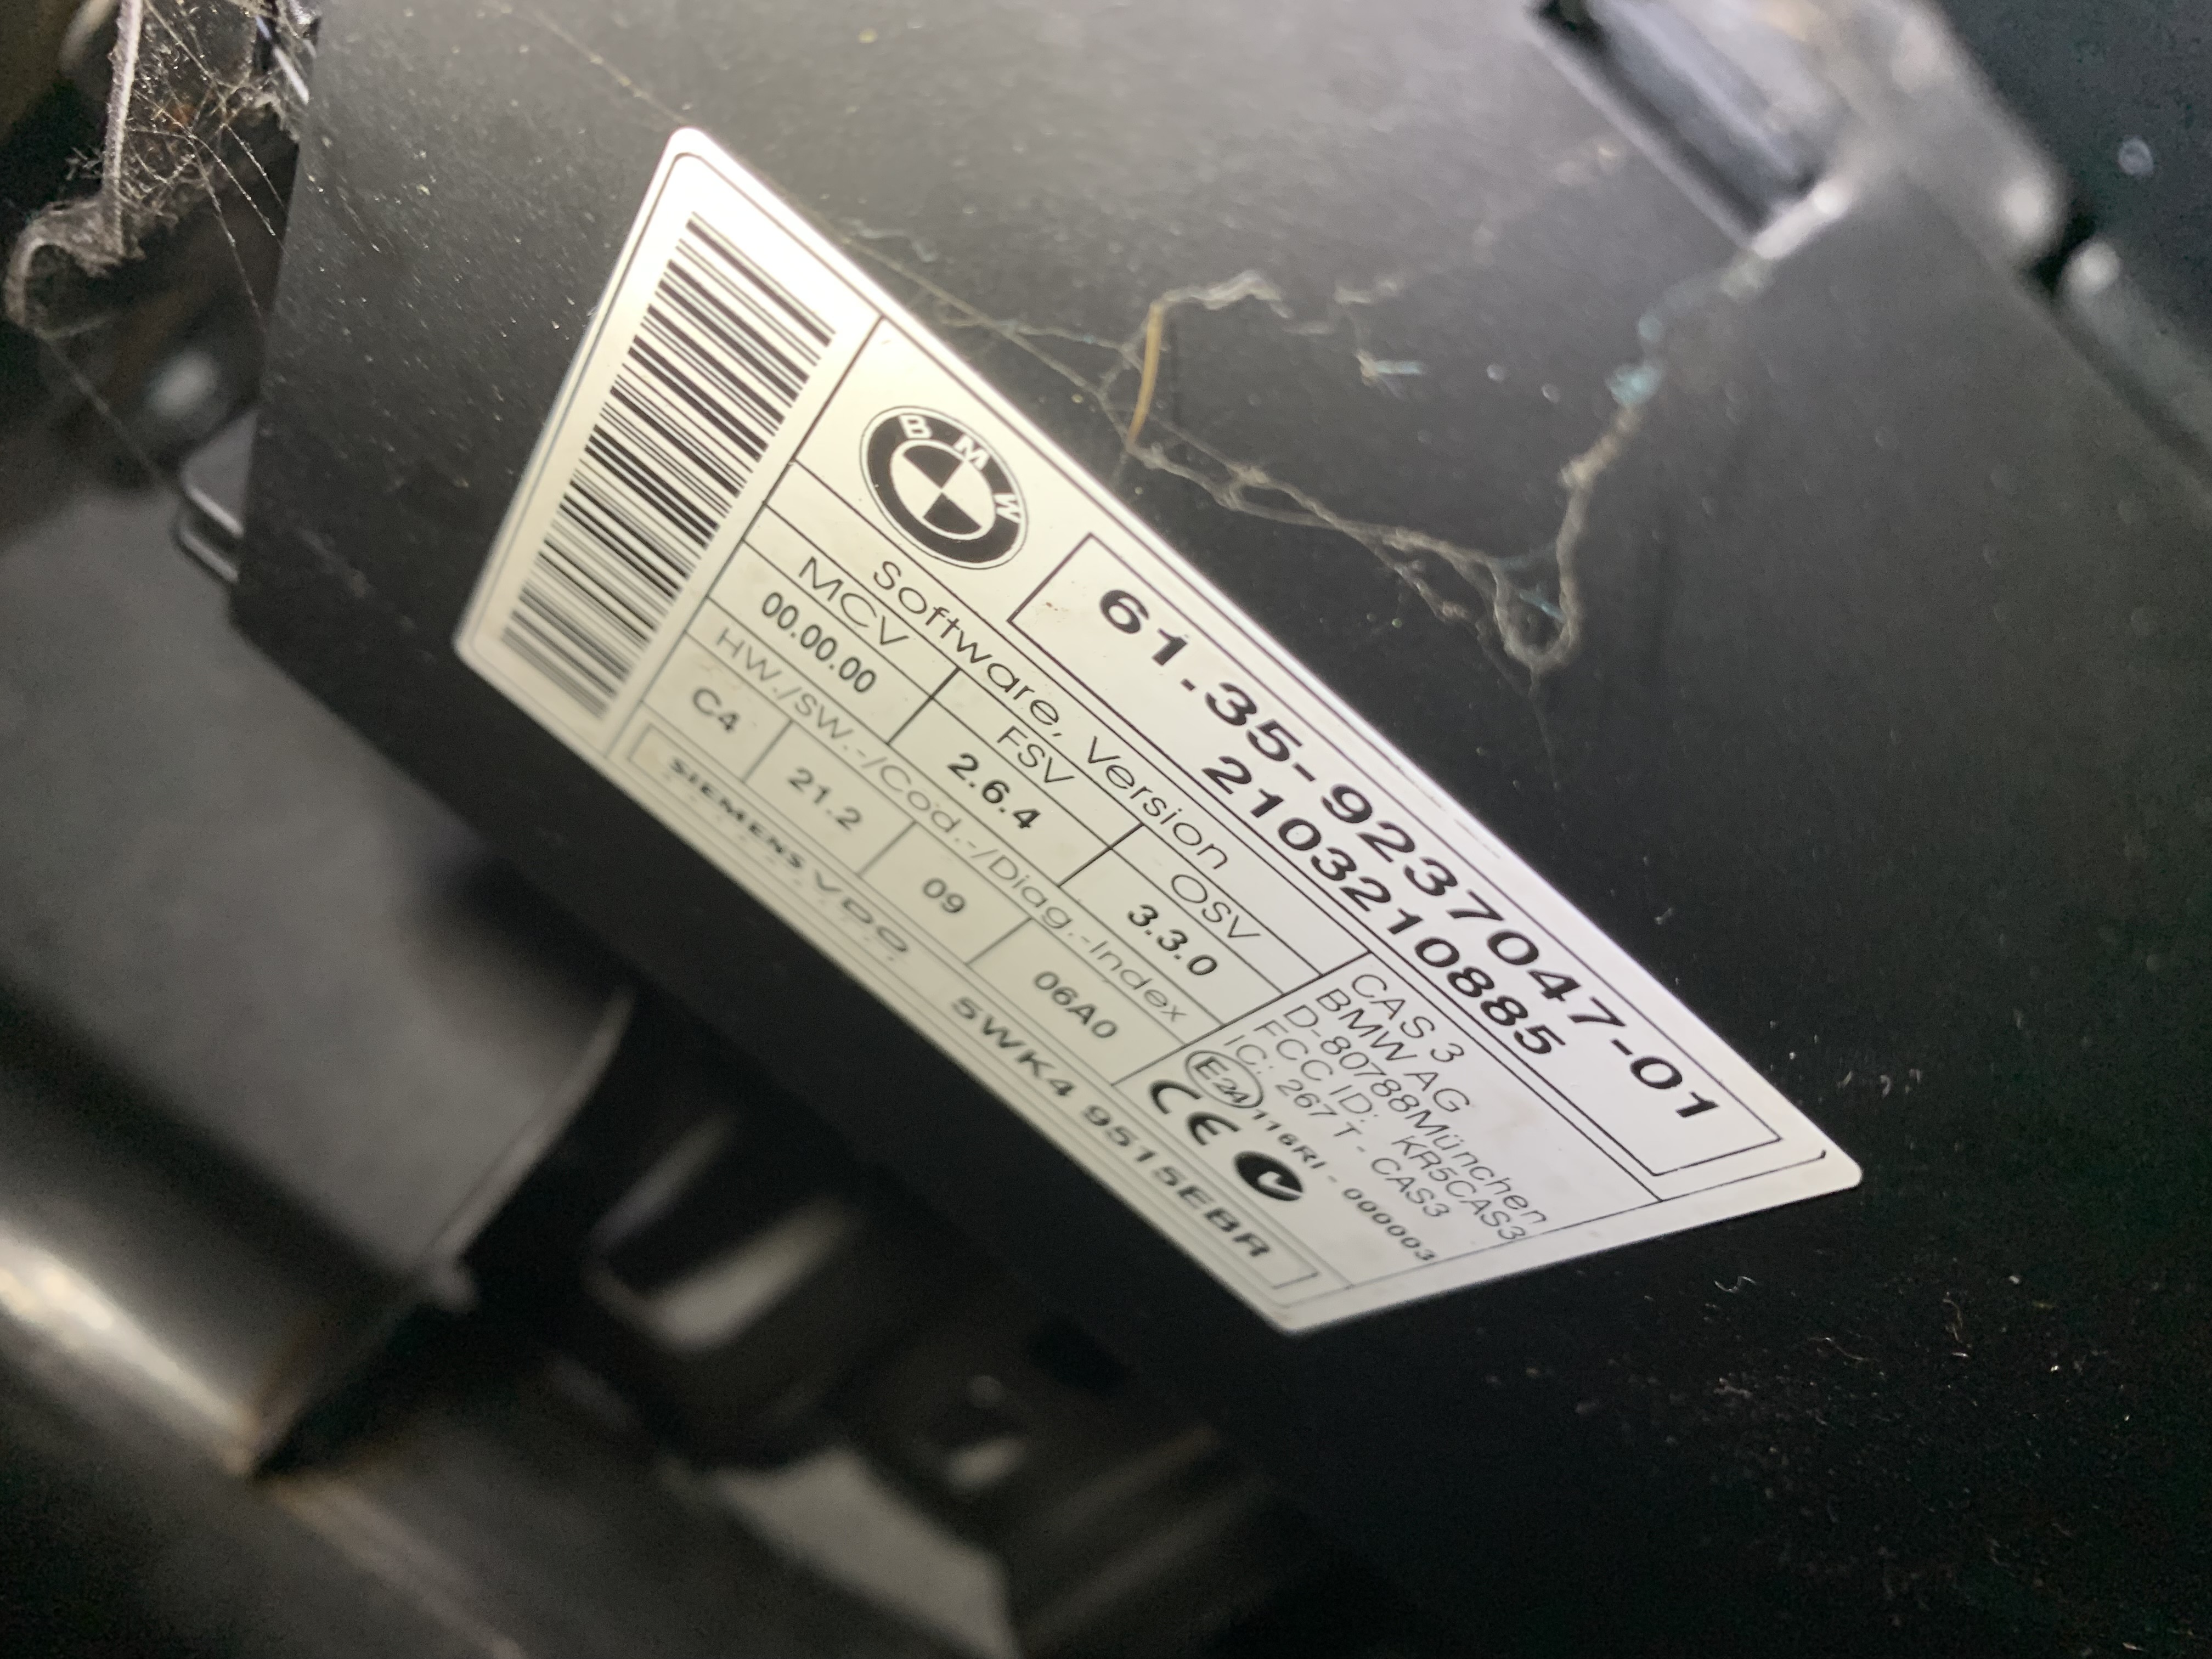 BMW
61.35-9237047-01
2103210885
Software, Version
MCV FSV OSV
00.00.00 2.6.4 3.3.0
HW./SW.-/Cod.-/Diag.-Index
C4 21.2 09 06A0
CAS 3
BMW AG
D-80788München
FCC ID: KR5CAS3
IC: 267T - CAS3
E24 116RI - 000003
CE
SIEMENS VDO 5WK4 9515EBR